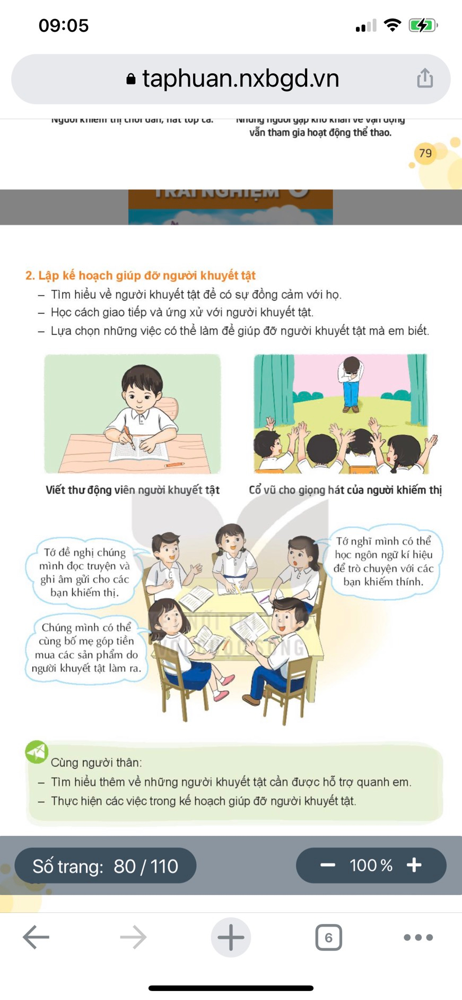 09:05
taphuan.nxbgd.vn
Người khiếm thị chơi đàn, hát tốp ca.
Những người gặp khó khăn về vận động
vẫn tham gia hoạt động thể thao.
79
TRẢI NGHIỆM
2. Lập kế hoạch giúp đỡ người khuyết tật
– Tìm hiểu về người khuyết tật để có sự đồng cảm với họ.
– Học cách giao tiếp và ứng xử với người khuyết tật.
– Lựa chọn những việc có thể làm để giúp đỡ người khuyết tật mà em biết.
Viết thư động viên người khuyết tật
Cổ vũ cho giọng hát của người khiếm thị
Tớ đề nghị chúng
mình đọc truyện và
ghi âm gửi cho các
bạn khiếm thị.
Tớ nghĩ mình có thể
học ngôn ngữ kí hiệu
để trò chuyện với các
bạn khiếm thính.
Chúng mình có thể
cùng bố mẹ góp tiền
mua các sản phẩm do
người khuyết tật làm ra.
KẾT NỐI TRI THỨC
VỚI CUỘC SỐNG
Cùng người thân:
– Tìm hiểu thêm về những người khuyết tật cần được hỗ trợ quanh em.
– Thực hiện các việc trong kế hoạch giúp đỡ người khuyết tật.
Số trang: 80 / 110
− 100 % +
6